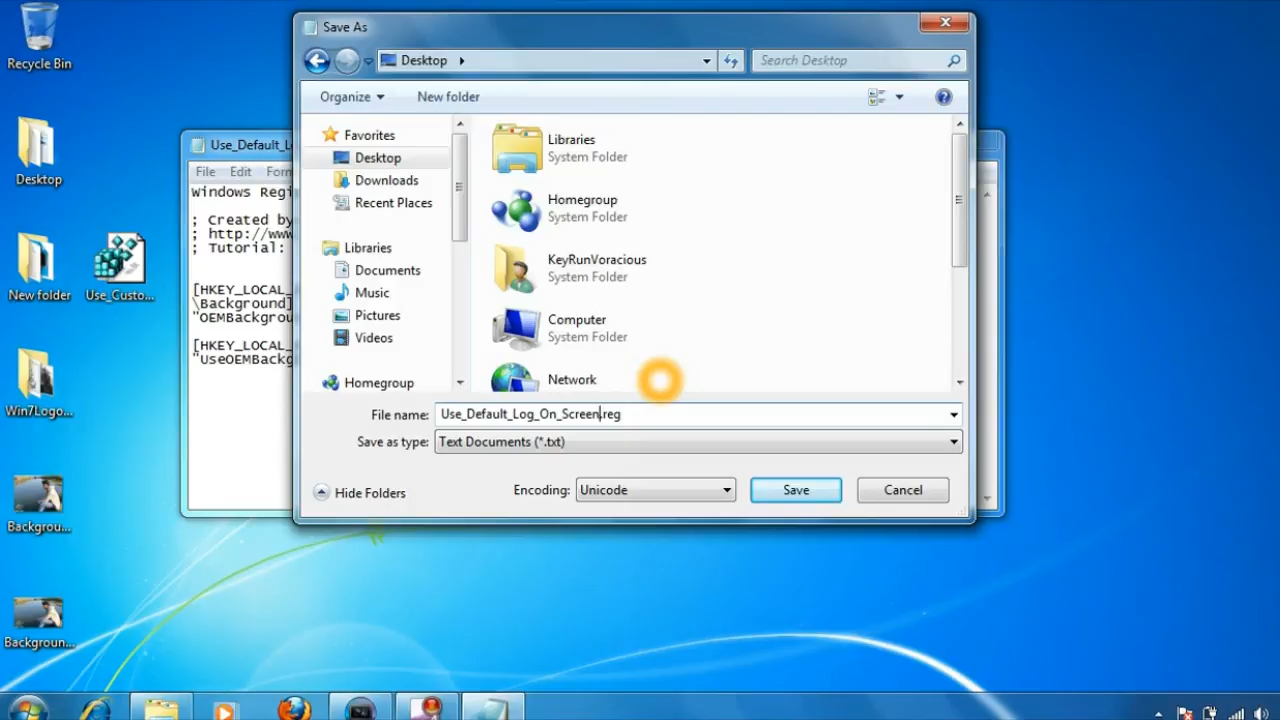 Recycle Bin
Desktop
New folder
Use_Custo...
Win7Logo...
Backgrou...
Backgroun...
Save As
Desktop
Search Desktop
Organize
New folder
Favorites
Desktop
Downloads
Recent Places
Libraries
Documents
Music
Pictures
Videos
Homegroup
Libraries
System Folder
Homegroup
System Folder
KeyRunVoracious
System Folder
Computer
System Folder
Network
File name: Use_Default_Log_On_Screen.reg
Save as type: Text Documents (*.txt)
Hide Folders
Encoding: Unicode
Save
Cancel
Use_Default_L
File Edit Form
Windows Regi
; Created by
; http://www
; Tutorial:
[HKEY_LOCAL_
\Background]
"OEMBackgrou
[HKEY_LOCAL_
"UseOEMBackg